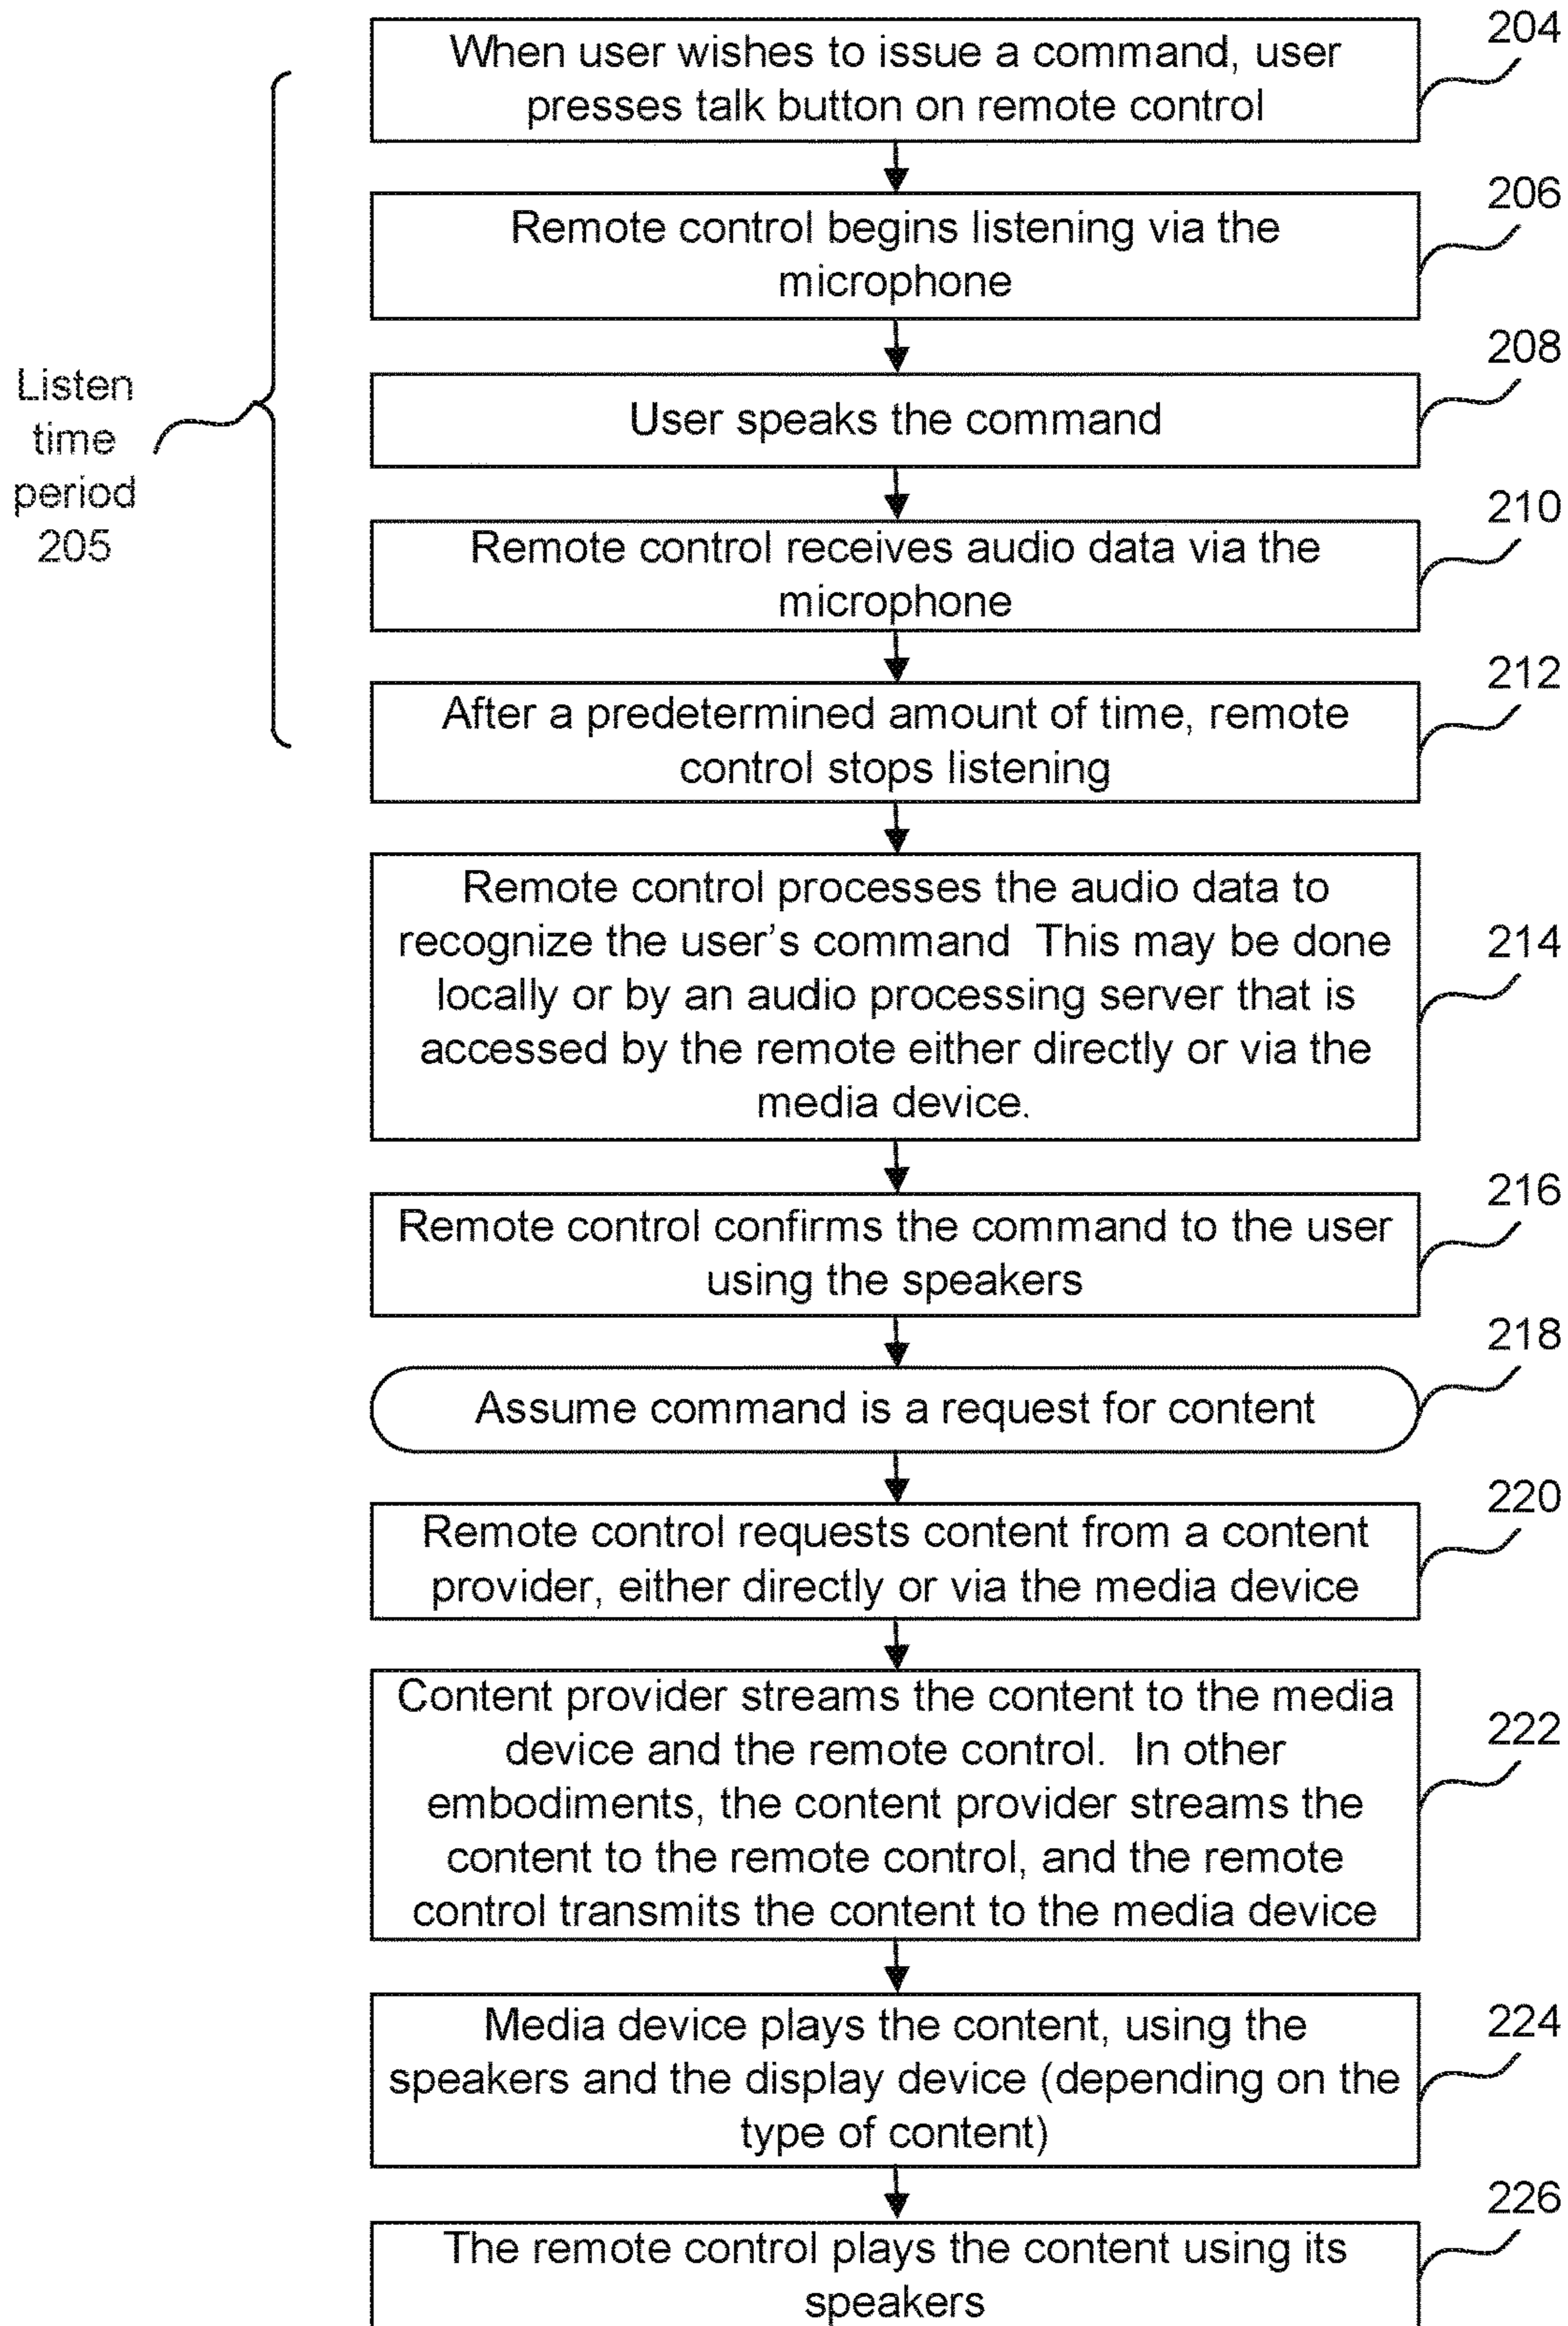 204
When user wishes to issue a command, user
presses talk button on remote control
206
Remote control begins listening via the
microphone
208
User speaks the command
Listen
time
period
205
210
Remote control receives audio data via the
microphone
212
After a predetermined amount of time, remote
control stops listening
214
Remote control processes the audio data to
recognize the user's command  This may be done
locally or by an audio processing server that is
accessed by the remote either directly or via the
media device.
216
Remote control confirms the command to the user
using the speakers
218
Assume command is a request for content
220
Remote control requests content from a content
provider, either directly or via the media device
222
Content provider streams the content to the media
device and the remote control.  In other
embodiments, the content provider streams the
content to the remote control, and the remote
control transmits the content to the media device
224
Media device plays the content, using the
speakers and the display device (depending on the
type of content)
226
The remote control plays the content using its
speakers